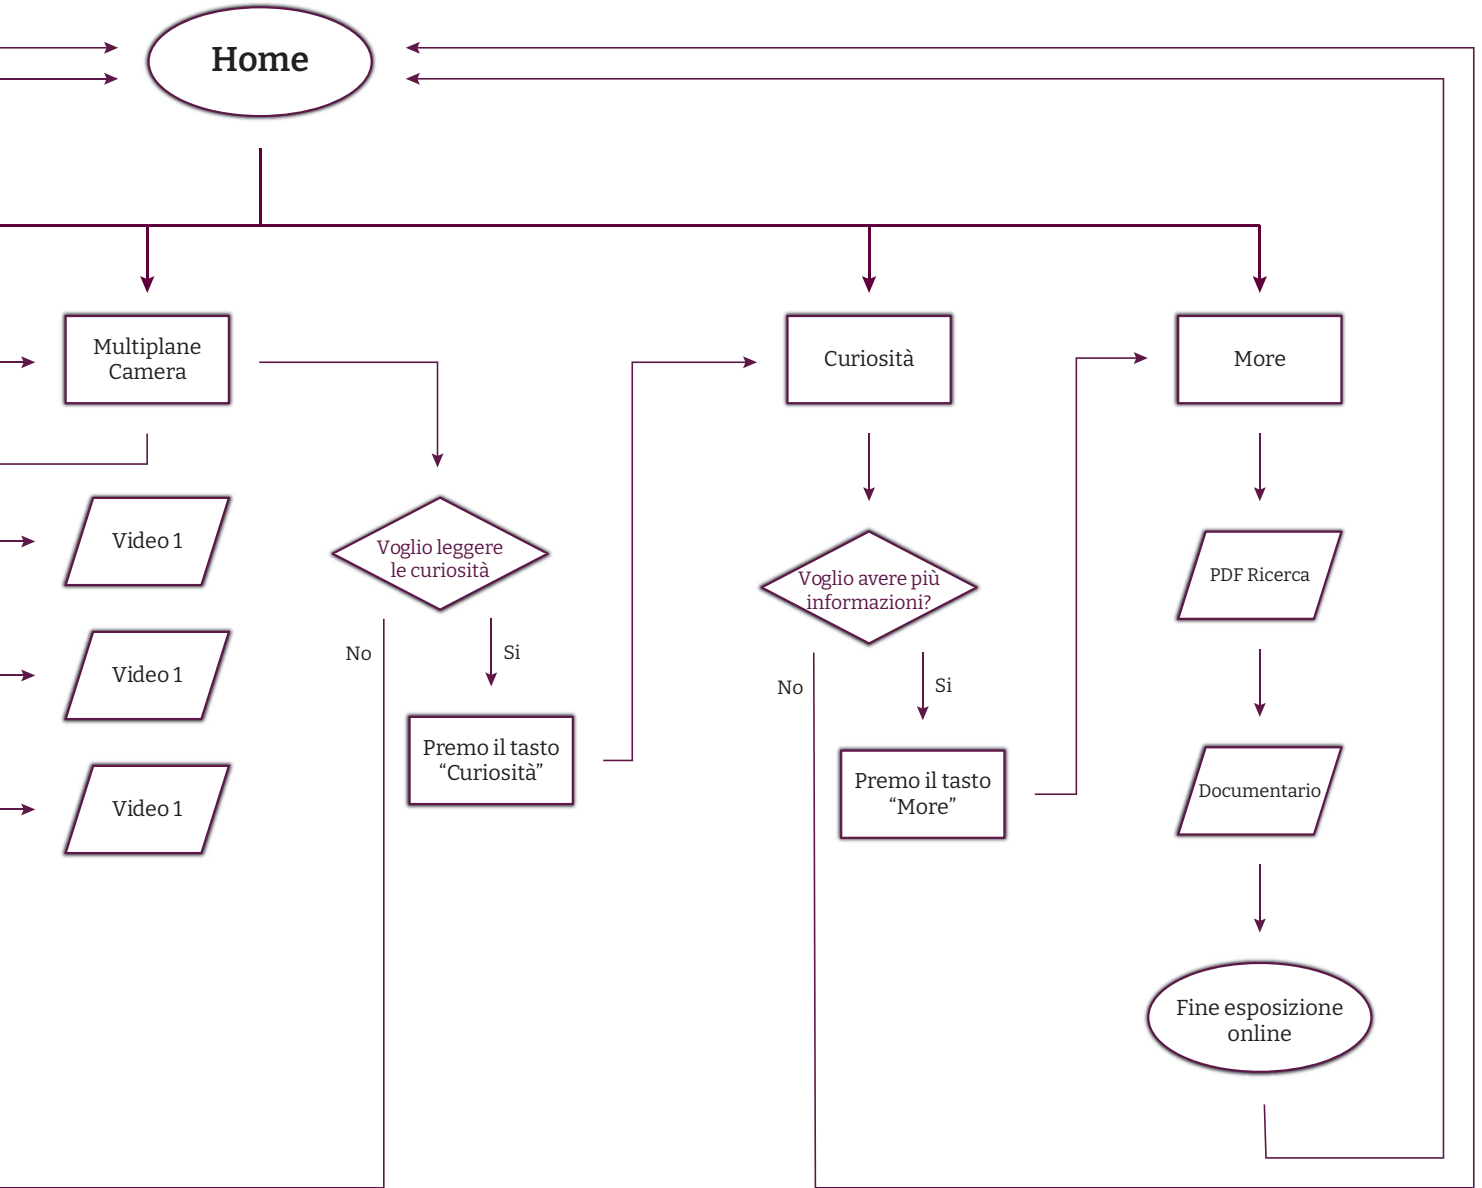 Home
Multiplane
Camera
Curiosità
More
Video 1
Voglio leggere
le curiosità
Voglio avere più
informazioni?
PDF Ricerca
No
Si
Video 1
No
Si
Premo il tasto
“Curiosità”
Premo il tasto
“More”
Documentario
Video 1
Fine esposizione
online